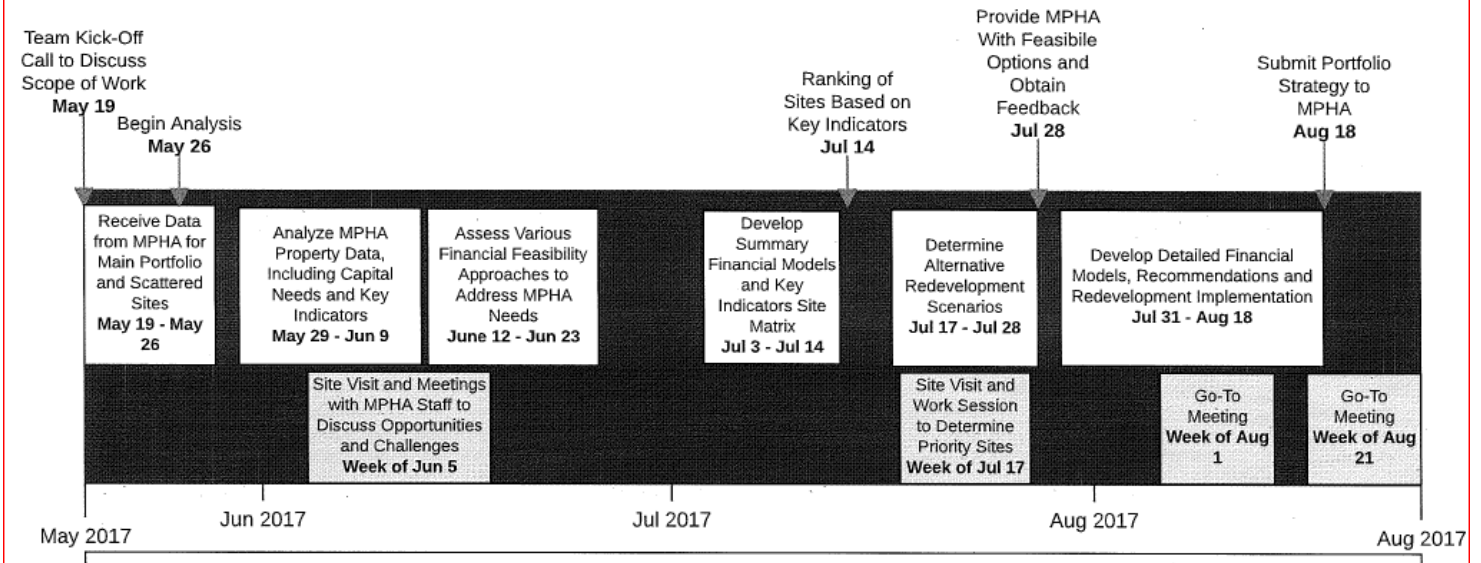 Team Kick-Off
Call to Discuss
Scope of Work
May 19
Begin Analysis
May 26
Ranking of
Sites Based on
Key Indicators
Jul 14
Provide MPHA
With Feasibile
Options and
Obtain
Feedback
Jul 28
Submit Portfolio
Strategy to
MPHA
Aug 18
Receive Data
from MPHA for
Main Portfolio
and Scattered
Sites
May 19 - May
26
Analyze MPHA
Property Data,
Including Capital
Needs and Key
Indicators
May 29 - Jun 9
Assess Various
Financial Feasibility
Approaches to
Address MPHA
Needs
June 12 - Jun 23
Develop
Summary
Financial Models
and Key
Indicators Site
Matrix
Jul 3 - Jul 14
Determine
Alternative
Redevelopment
Scenarios
Jul 17 - Jul 28
Develop Detailed Financial
Models, Recommendations and
Redevelopment Implementation
Jul 31 - Aug 18
Site Visit and Meetings
with MPHA Staff to
Discuss Opportunities
and Challenges
Week of Jun 5
Site Visit and
Work Session
to Determine
Priority Sites
Week of Jul 17
Go-To
Meeting
Week of Aug
1
Go-To
Meeting
Week of Aug
21
May 2017
Jun 2017
Jul 2017
Aug 2017
Aug 2017